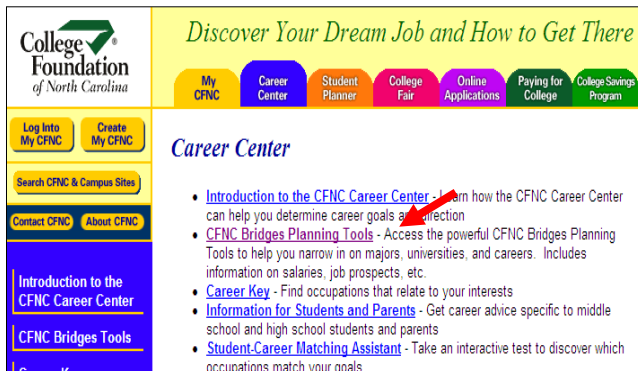 College
Foundation
of North Carolina
Discover Your Dream Job and How to Get There
My
CFNC
Career
Center
Student
Planner
College
Fair
Online
Applications
Paying for
College
College Savings
Program
Log Into
My CFNC
Create
My CFNC
Search CFNC & Campus Sites
Contact CFNC
About CFNC
Introduction to the
CFNC Career Center
CFNC Bridges Tools
Career Center
Introduction to the CFNC Career Center - Learn how the CFNC Career Center
can help you determine career goals and direction
CFNC Bridges Planning Tools - Access the powerful CFNC Bridges Planning
Tools to help you narrow in on majors, universities, and careers. Includes
information on salaries, job prospects, etc.
Career Key - Find occupations that relate to your interests
Information for Students and Parents - Get career advice specific to middle
school and high school students and parents
Student-Career Matching Assistant - Take an interactive test to discover which
occupations match your goals